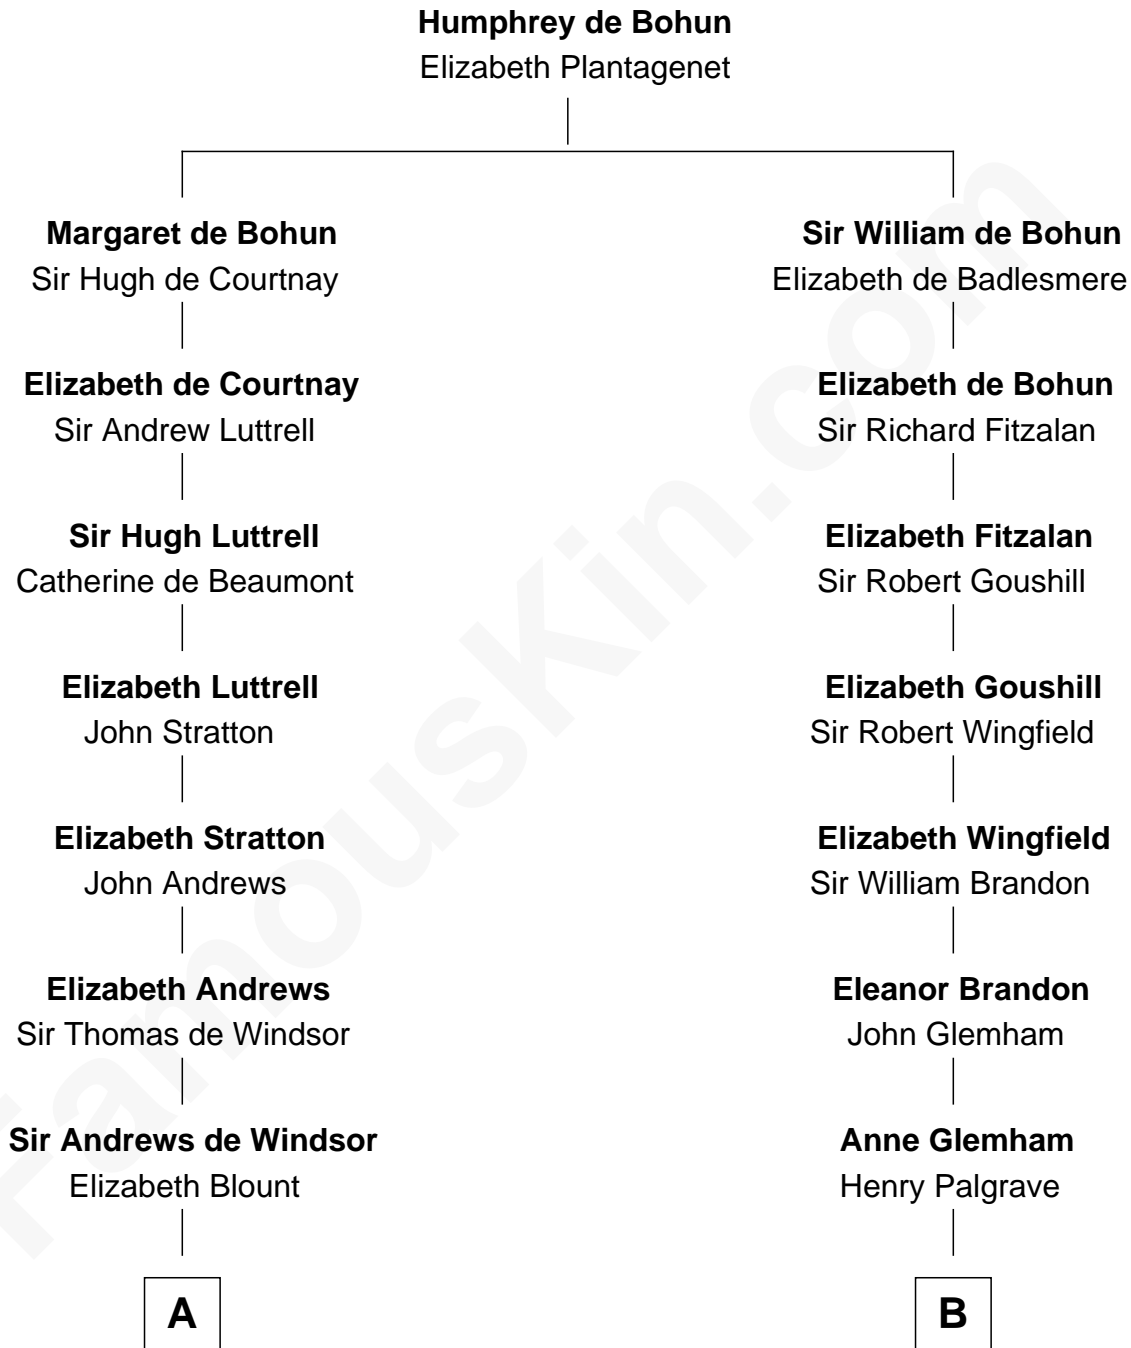 Humphrey de Bohun
Elizabeth Plantagenet
Margaret de Bohun
Sir Hugh de Courtnay
Sir William de Bohun
Elizabeth de Badlesmere
Elizabeth de Courtnay
Sir Andrew Luttrell
Elizabeth de Bohun
Sir Richard Fitzalan
Sir Hugh Luttrell
Catherine de Beaumont
Elizabeth Fitzalan
Sir Robert Goushill
Elizabeth Luttrell
John Stratton
Elizabeth Goushill
Sir Robert Wingfield
Elizabeth Stratton
John Andrews
Elizabeth Wingfield
Sir William Brandon
Elizabeth Andrews
Sir Thomas de Windsor
Eleanor Brandon
John Glemham
Sir Andrews de Windsor
Elizabeth Blount
Anne Glemham
Henry Palgrave
A
B
FamousKin.com